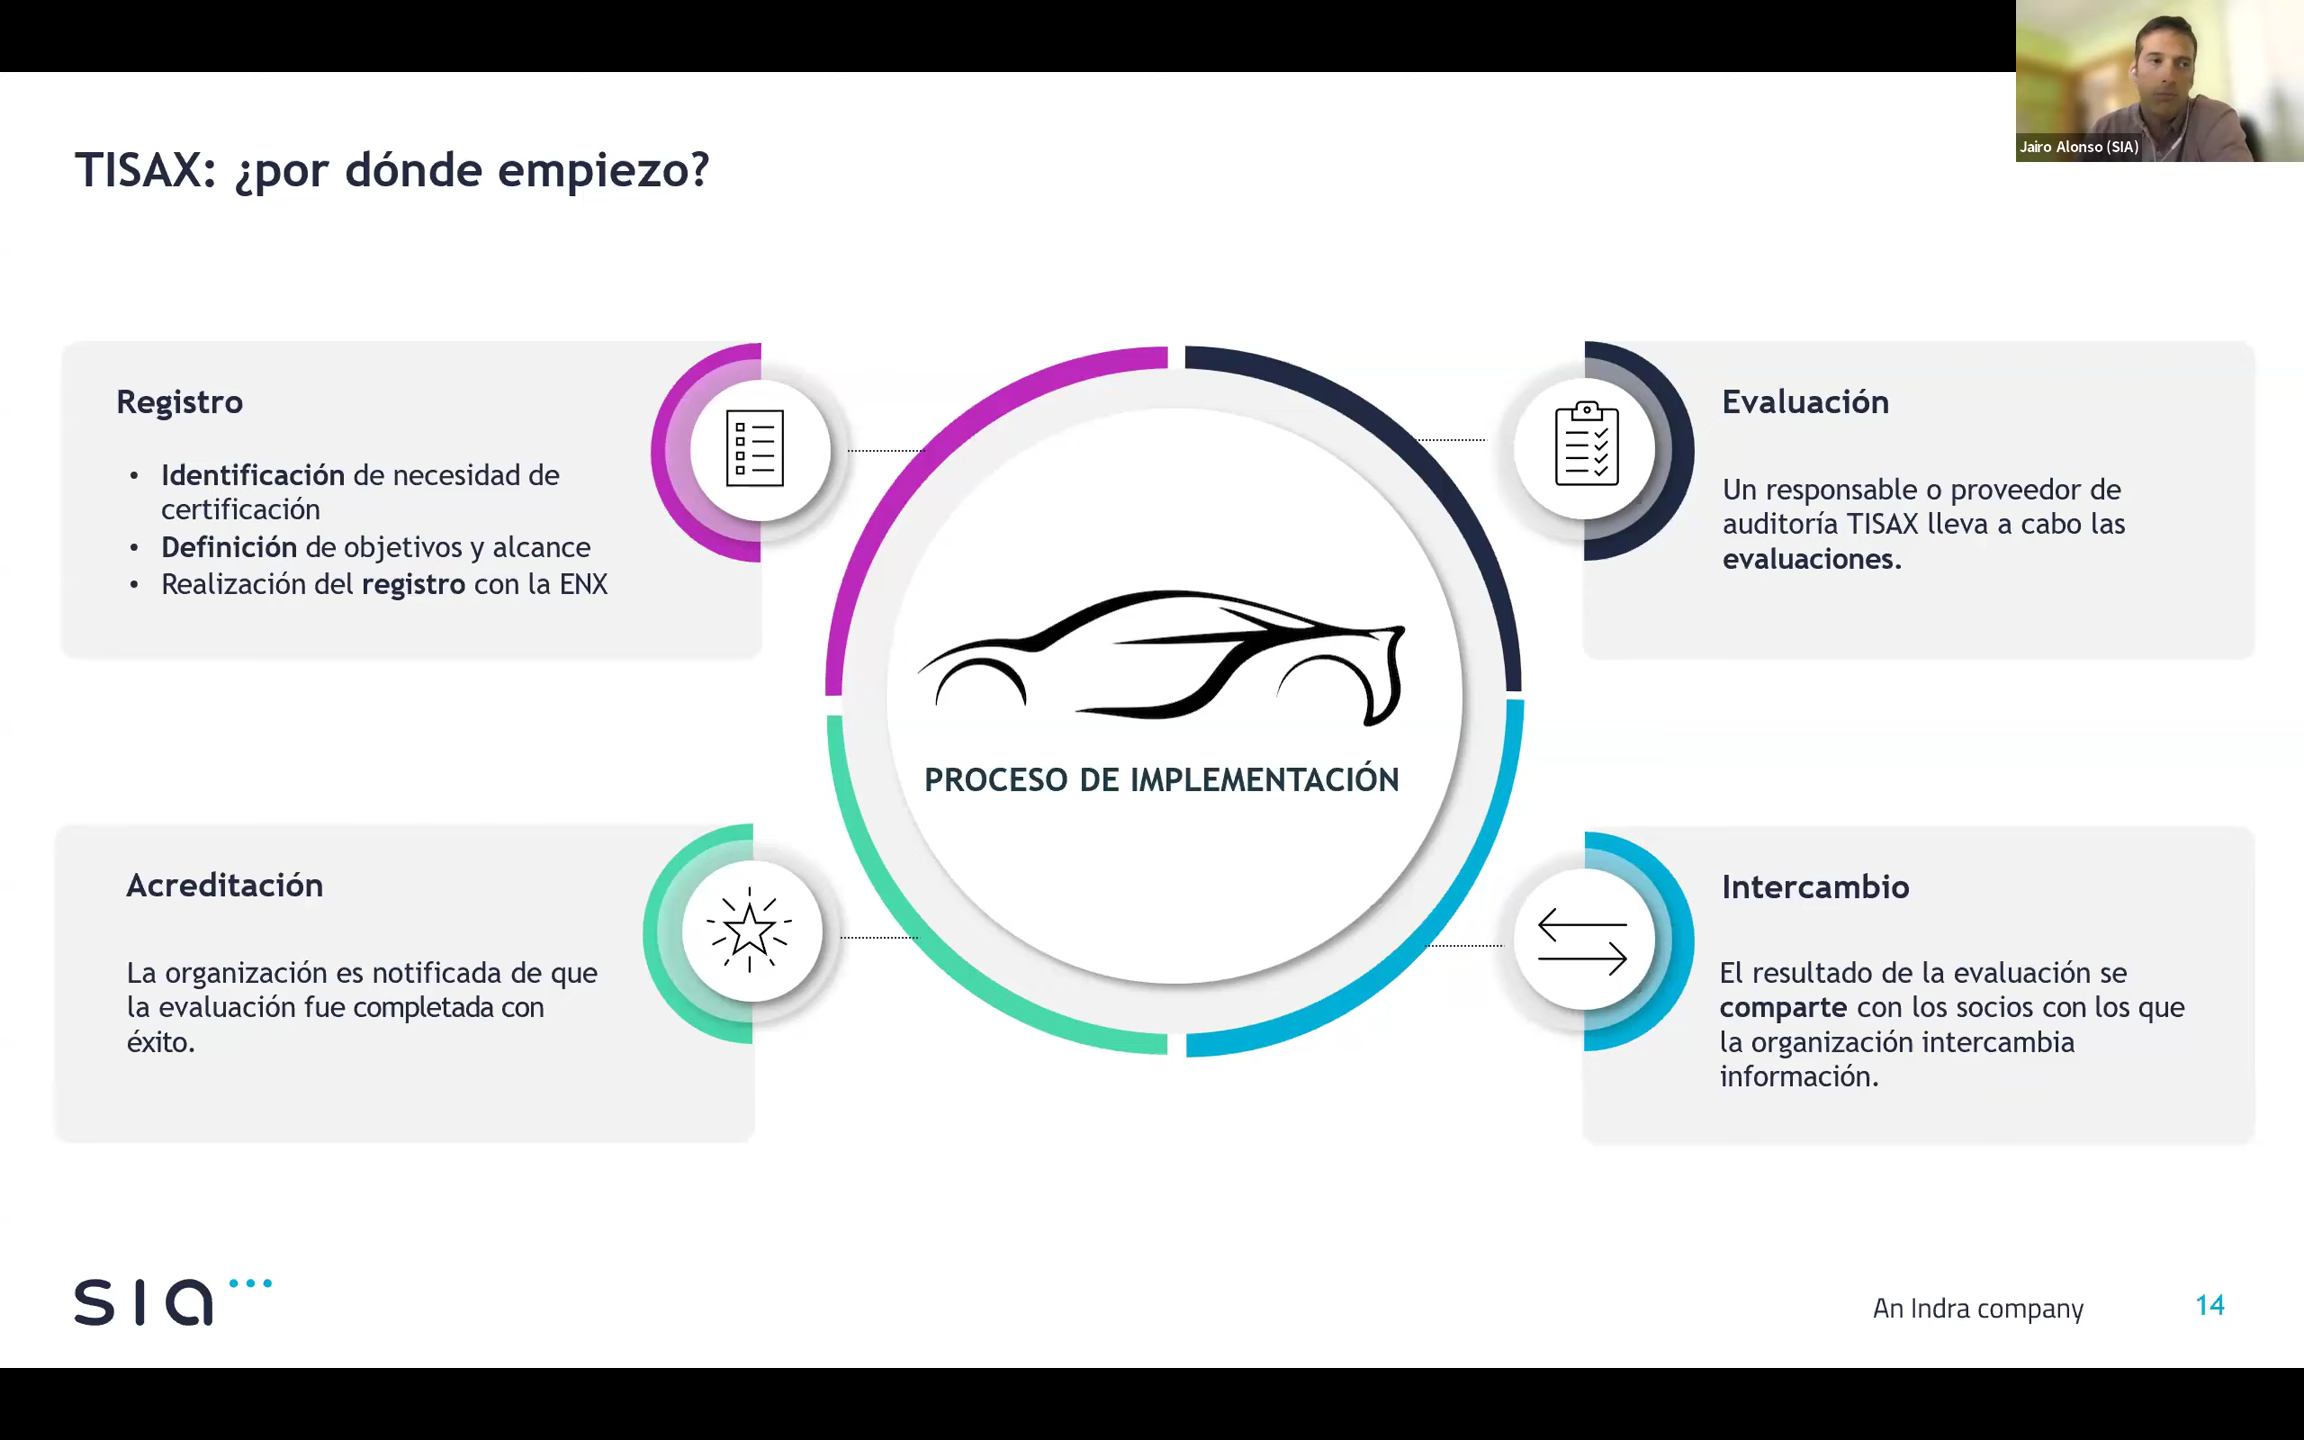 Jairo Alonso (SIA)
TISAX: ¿por dónde empiezo?
Registro
• Identificación de necesidad de
certificación
• Definición de objetivos y alcance
• Realización del registro con la ENX
Evaluación
Un responsable o proveedor de
auditoría TISAX lleva a cabo las
evaluaciones.
PROCESO DE IMPLEMENTACIÓN
Acreditación
La organización es notificada de que
la evaluación fue completada con
éxito.
Intercambio
El resultado de la evaluación se
comparte con los socios con los que
la organización intercambia
información.
sia
An Indra company
14